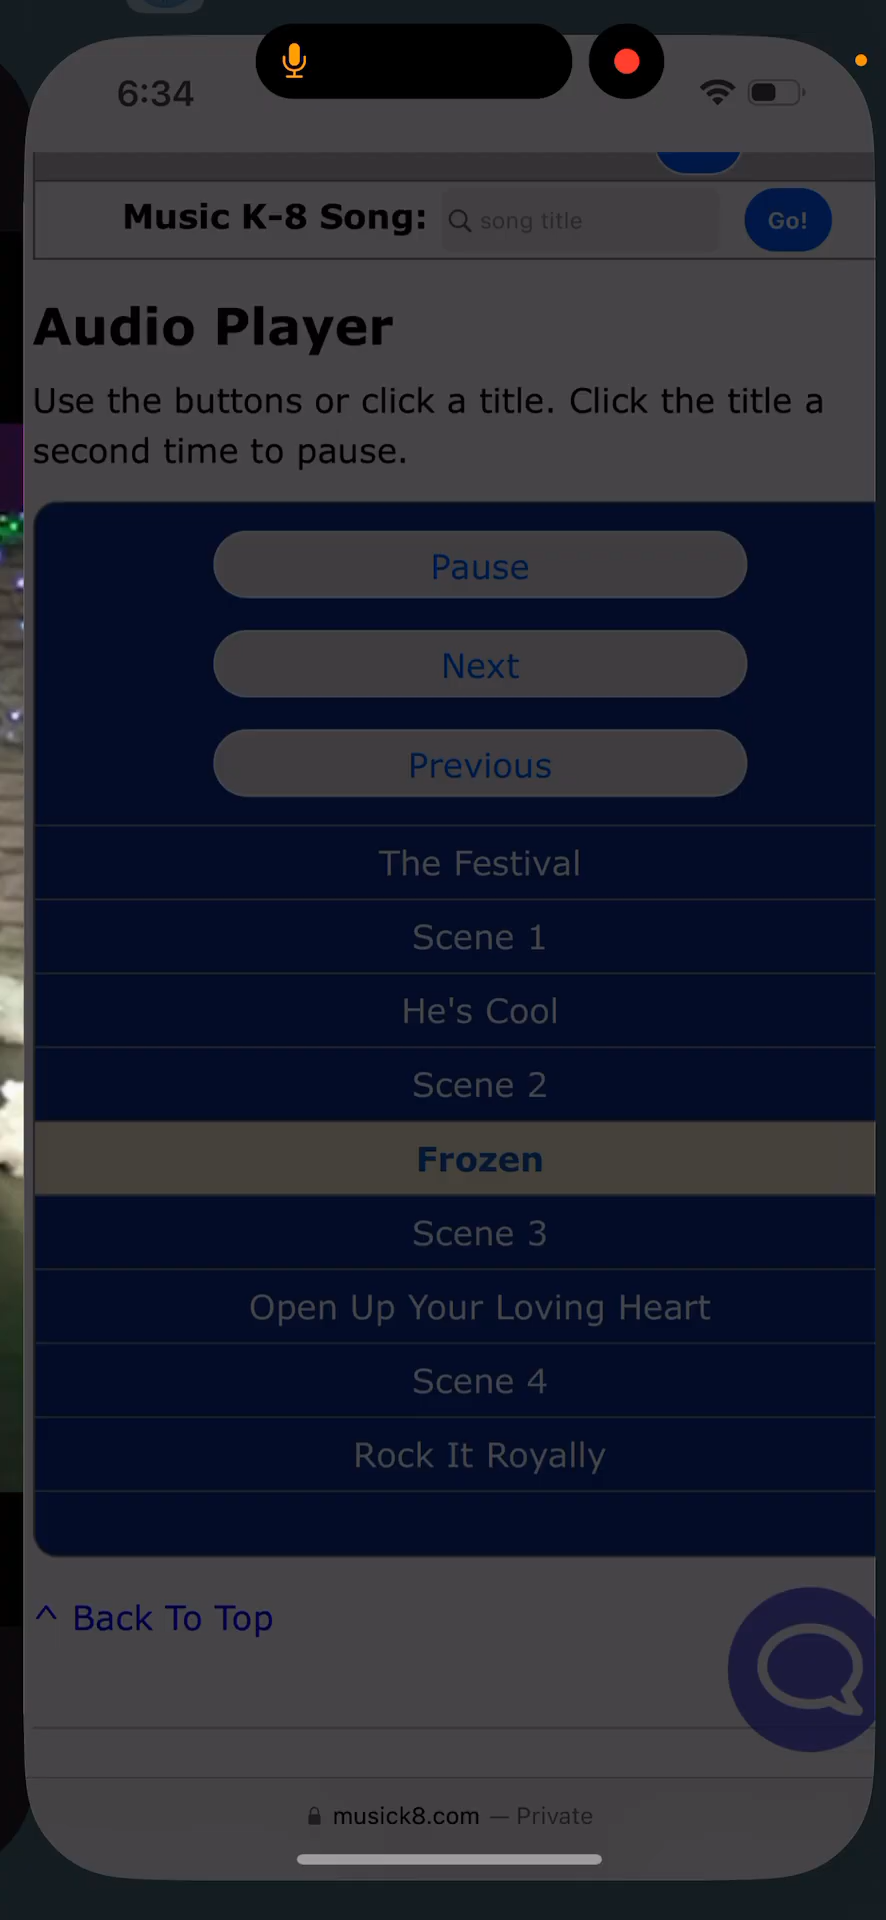 6:34
Music K-8 Song: song title Go!
Audio Player
Use the buttons or click a title. Click the title a
second time to pause.
Pause
Next
Previous
The Festival
Scene 1
He's Cool
Scene 2
Frozen
Scene 3
Open Up Your Loving Heart
Scene 4
Rock It Royally
^ Back To Top
musick8.com — Private